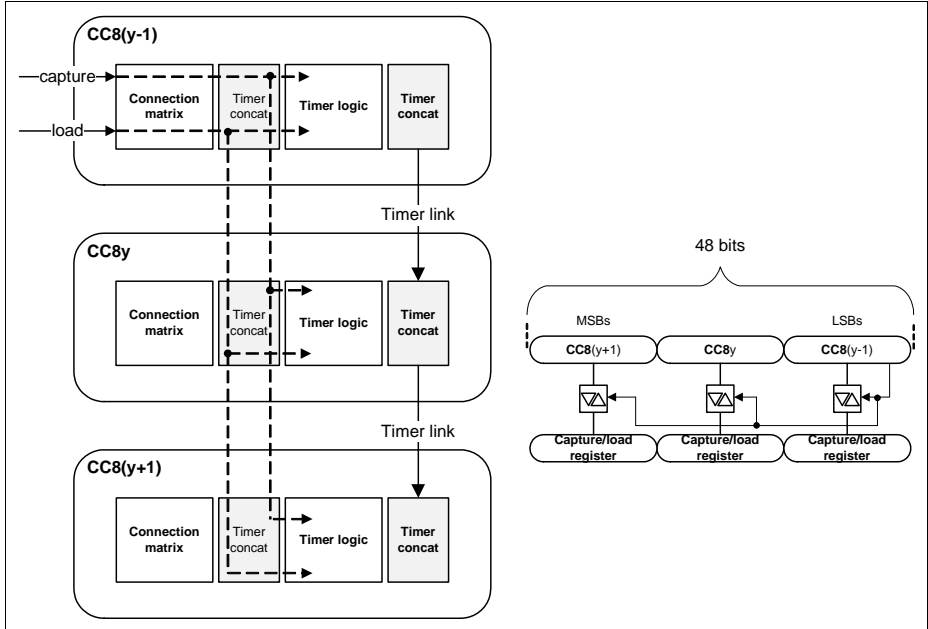 CC8(y-1)
capture
load
Connection
matrix
Timer
concat
Timer logic
Timer
concat
Timer link
CC8y
Connection
matrix
Timer
concat
Timer logic
Timer
concat
Timer link
CC8(y+1)
Connection
matrix
Timer
concat
Timer logic
Timer
concat
48 bits
MSBs
LSBs
CC8(y+1)
CC8y
CC8(y-1)
Capture/load
register
Capture/load
register
Capture/load
register